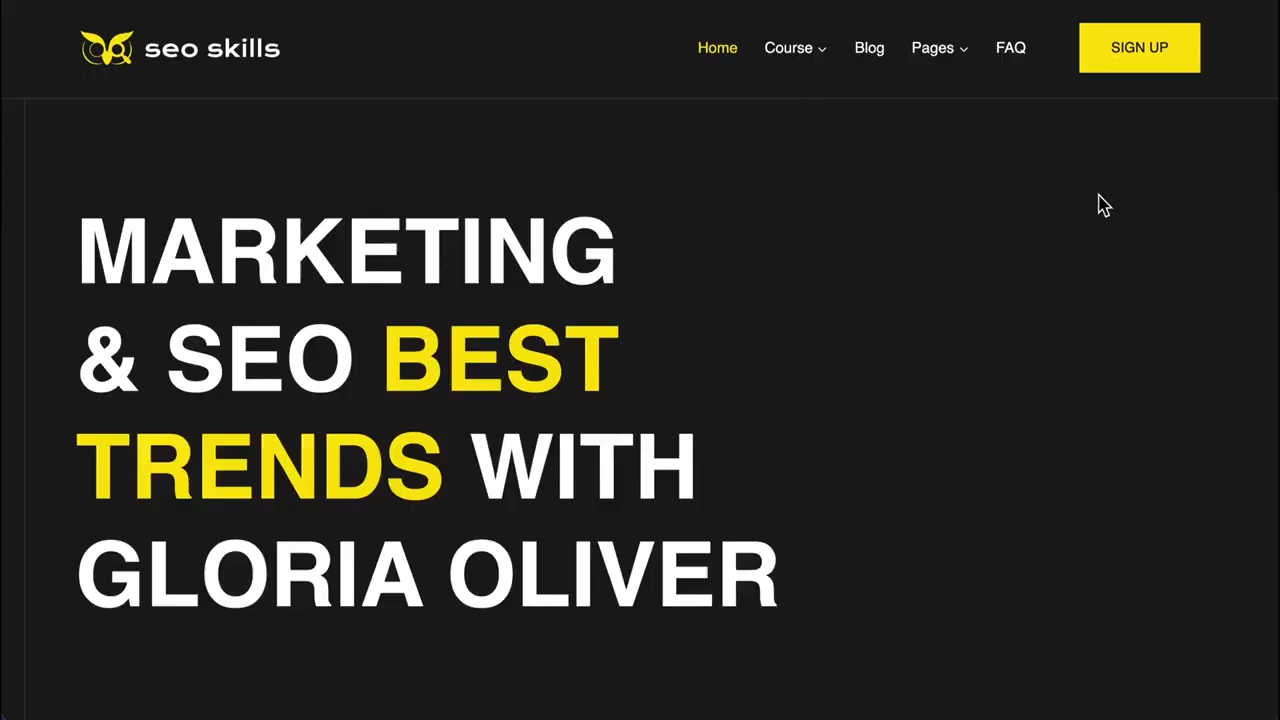 seo skills
Home Course Blog Pages FAQ SIGN UP
MARKETING
& SEO BEST
TRENDS WITH
GLORIA OLIVER